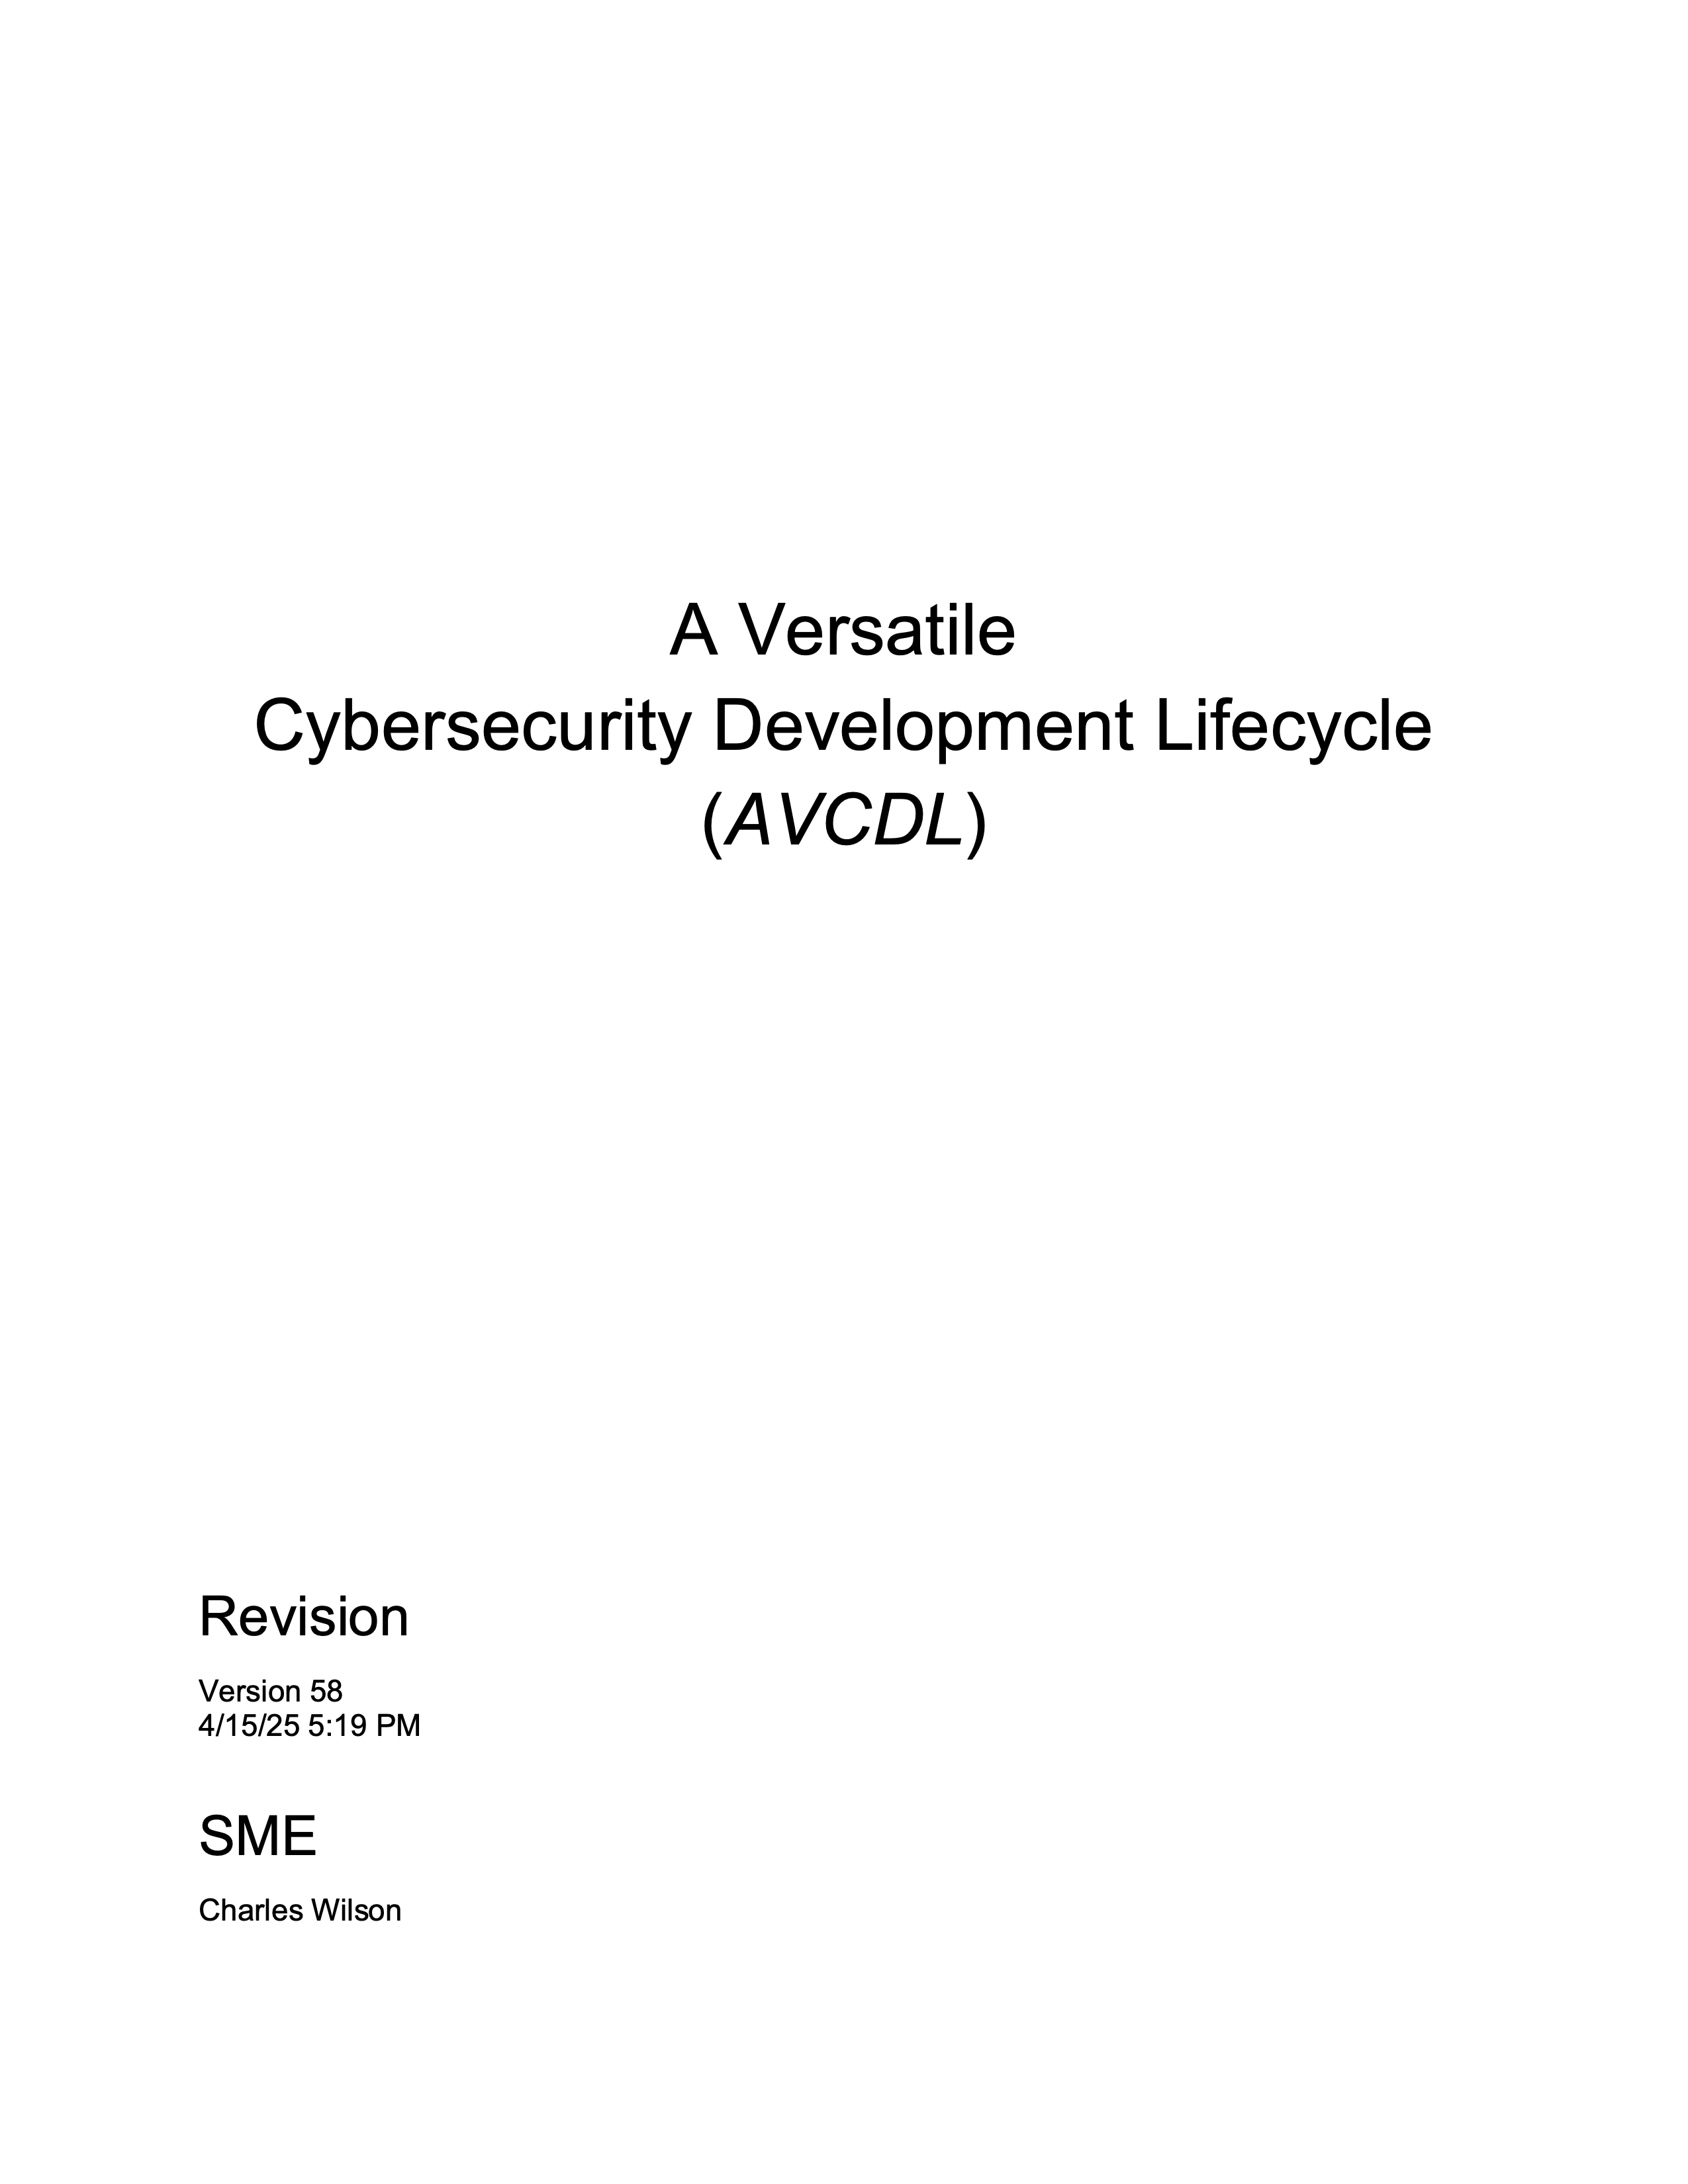 A Versatile
Cybersecurity Development Lifecycle
(AVCDL)
Revision
Version 58
4/15/25 5:19 PM
SME
Charles Wilson